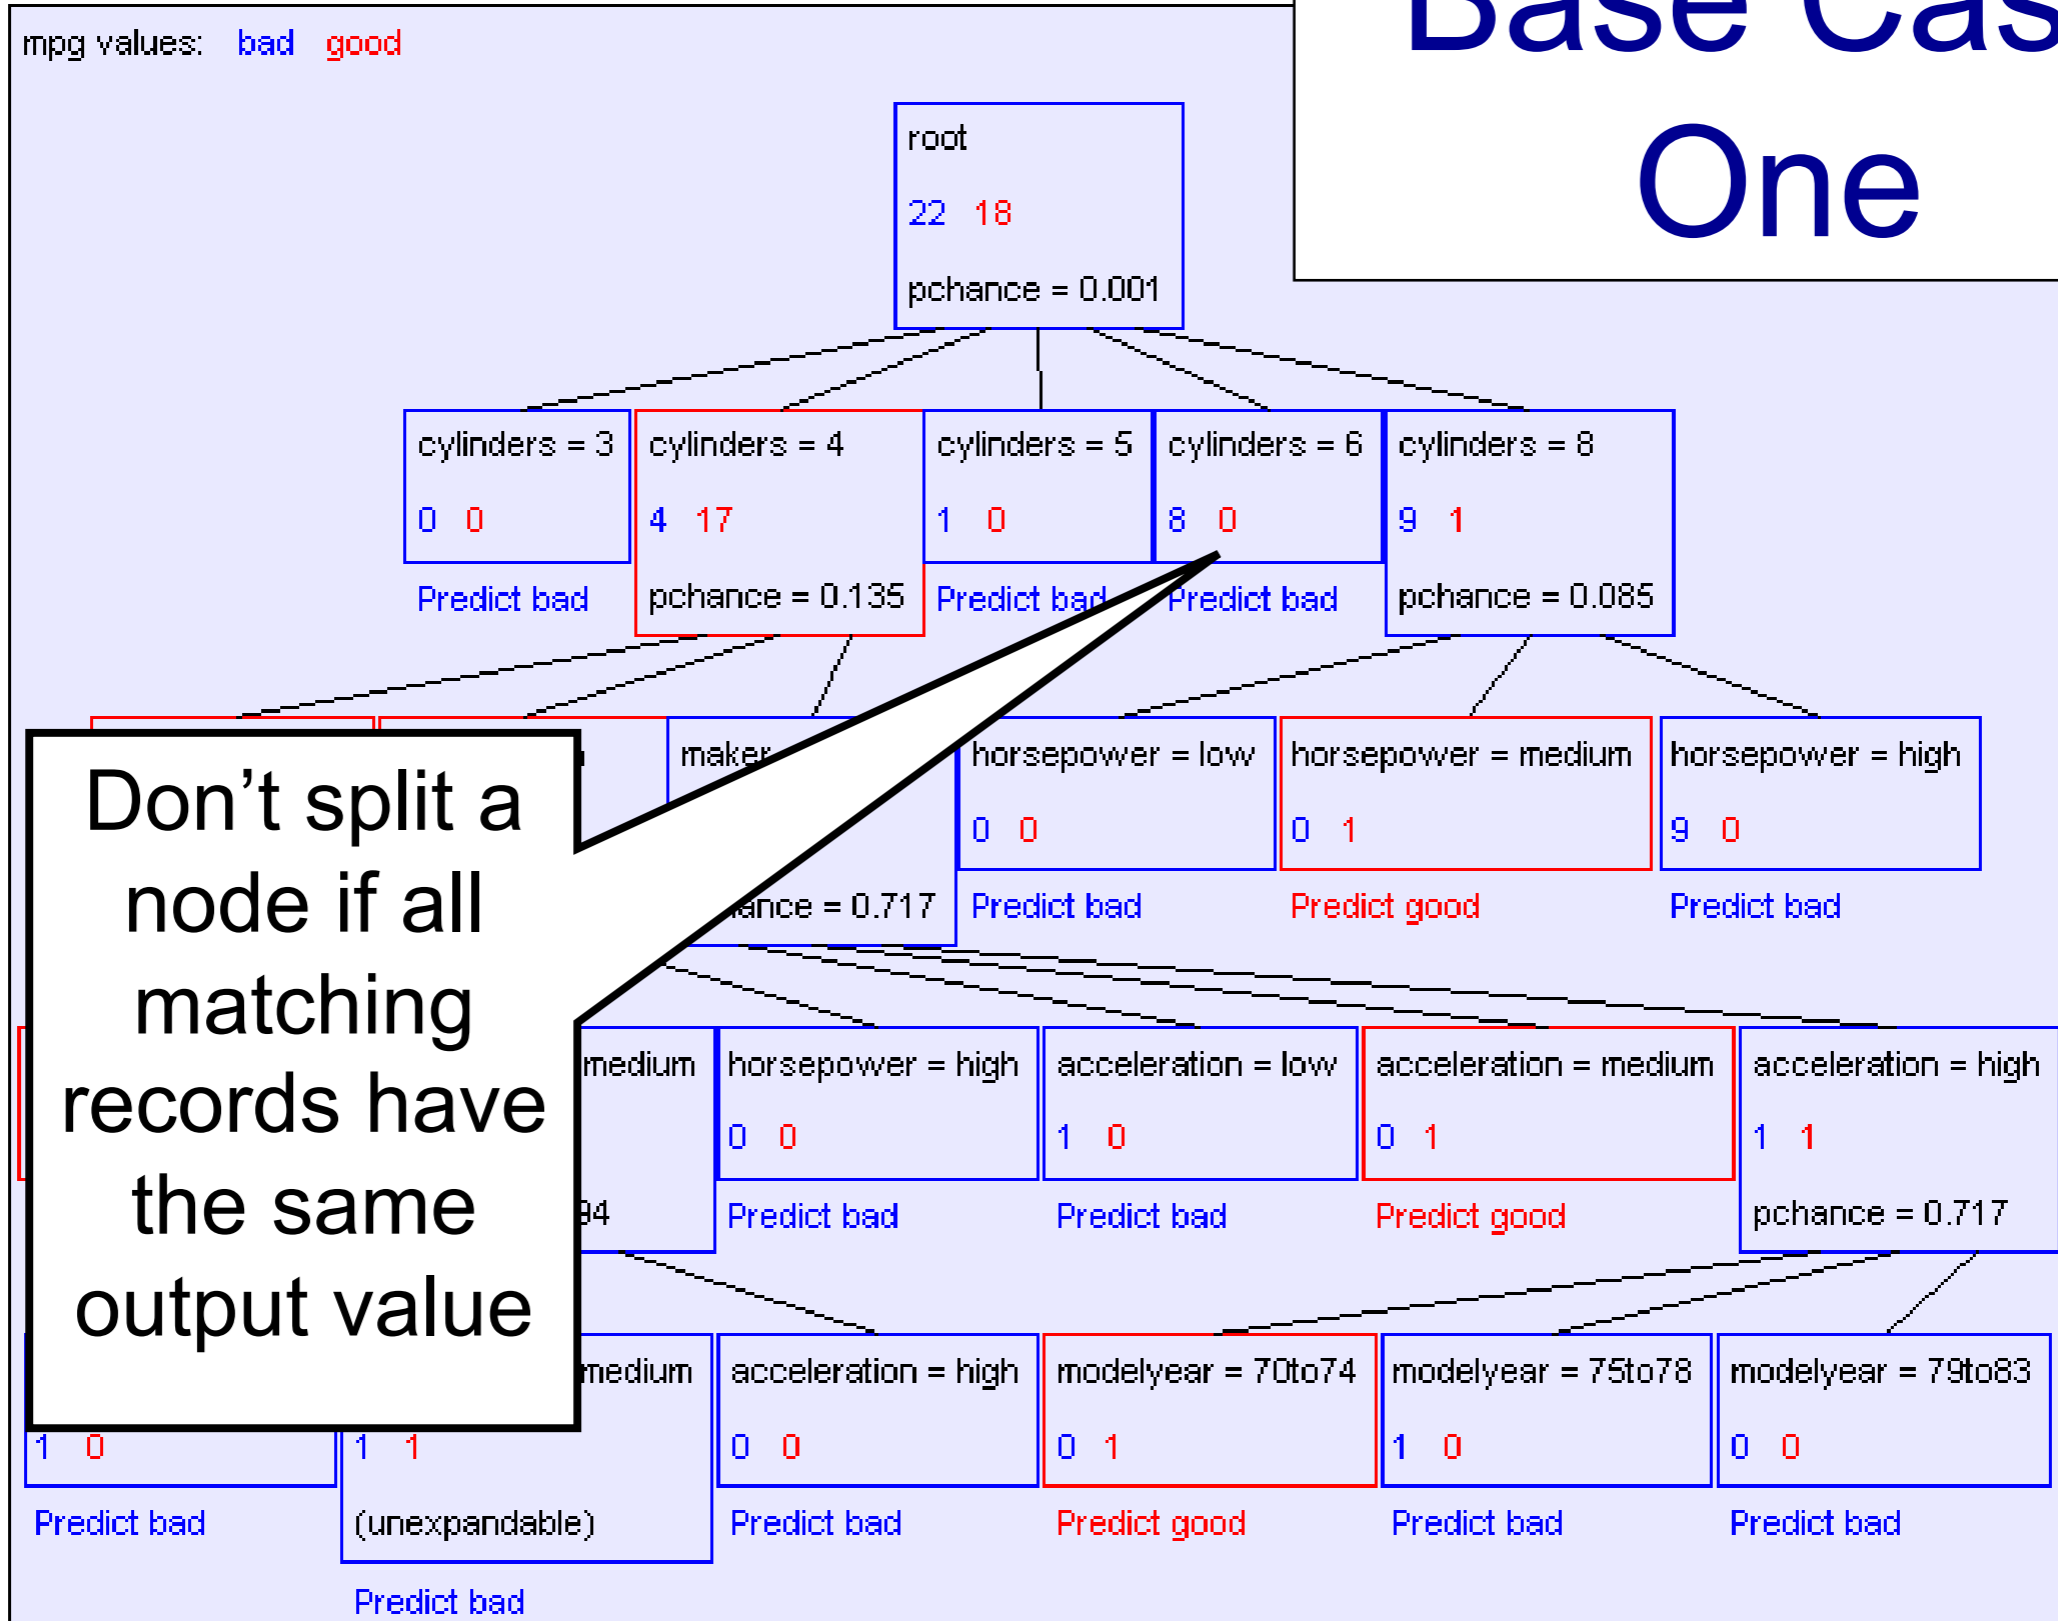 Base Cas
One
mpg values: bad good
root
22 18
pchance = 0.001
cylinders = 3
0 0
Predict bad
cylinders = 4
4 17
pchance = 0.135
cylinders = 5
1 0
Predict bad
cylinders = 6
8 0
Predict bad
cylinders = 8
9 1
pchance = 0.085
maker
= 0.717
horsepower = low
0 0
Predict bad
horsepower = medium
0 1
Predict good
horsepower = high
9 0
Predict bad
Don't split a
node if all
matching
records have
the same
output value
medium
94
horsepower = high
0 0
Predict bad
acceleration = low
1 0
Predict bad
acceleration = medium
0 1
Predict good
acceleration = high
1 1
pchance = 0.717
1 0
Predict bad
medium
1 1
(unexpandable)
Predict bad
acceleration = high
0 0
Predict bad
modelyear = 70to74
0 1
Predict good
modelyear = 75to78
1 0
Predict bad
modelyear = 79to83
0 0
Predict bad